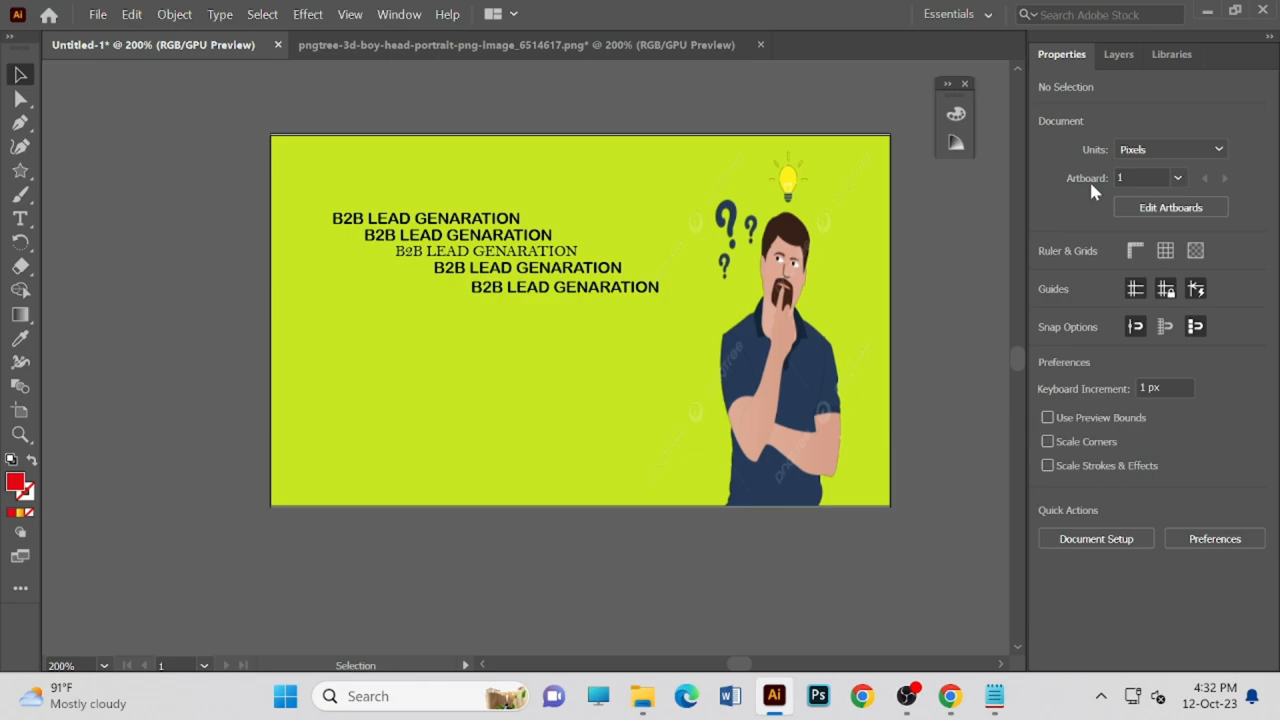 Ai File Edit Object Type Select Effect View Window Help Essentials Search Adobe Stock
Untitled-1* @ 200% (RGB/GPU Preview) pngtree-3d-boy-head-portrait-png-image_6514617.png* @ 200% (RGB/GPU Preview)
Properties Layers Libraries
No Selection
Document
Units: Pixels
Artboard: 1
Edit Artboards
Ruler & Grids
Guides
Snap Options
Preferences
Keyboard Increment: 1 px
Use Preview Bounds
Scale Corners
Scale Strokes & Effects
Quick Actions
Document Setup Preferences
B2B LEAD GENARATION
B2B LEAD GENARATION
B2B LEAD GENARATION
B2B LEAD GENARATION
B2B LEAD GENARATION
? ?
?
pngtree
pngtree
200% 1 Selection
91°F
Mostly cloudy
Search
W Ai Ps
4:32 PM
12-Oct-23